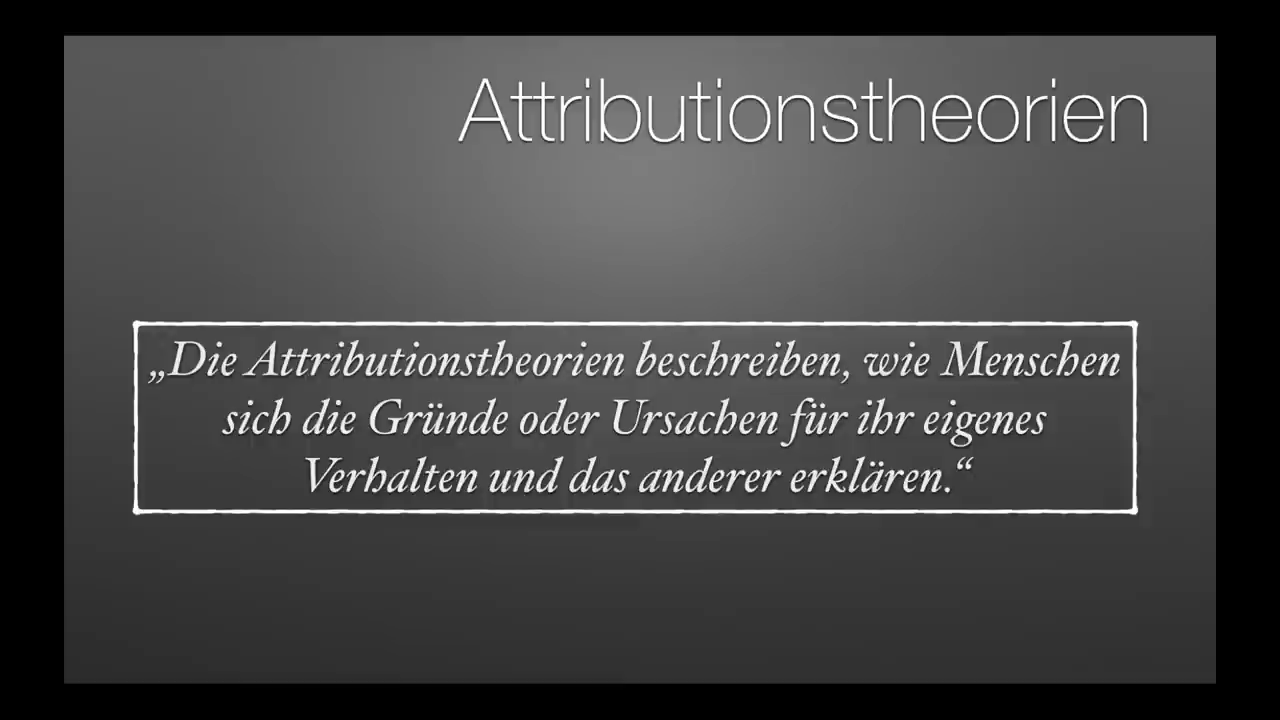 Attributionstheorien
„Die Attributionstheorien beschreiben, wie Menschen
sich die Gründe oder Ursachen für ihr eigenes
Verhalten und das anderer erklären.“